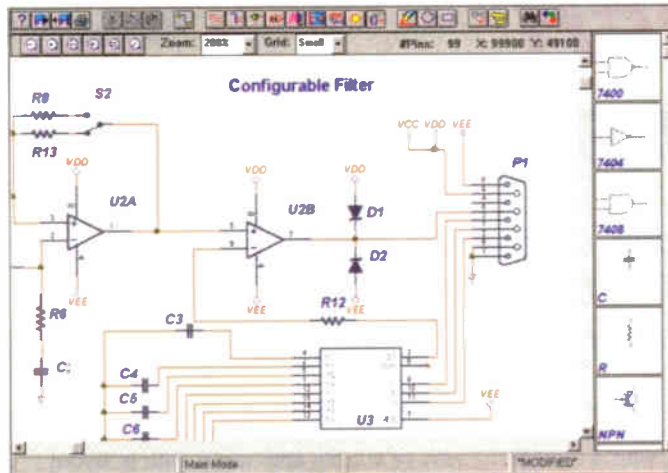 Zoom: 200% Grid: Small #Pins: 99 X: 99900 Y: 49100
Configurable Filter
R8 S2
R13
VCC VDD VEE
VDD VDD P1
U2A U2B D1
D2
VEE VEE VEE
R6 R12
C3
C4
C5
C6
U3
VEE
7400
7404
7408
C
R
NPN
Main Mode *MODIFIED*